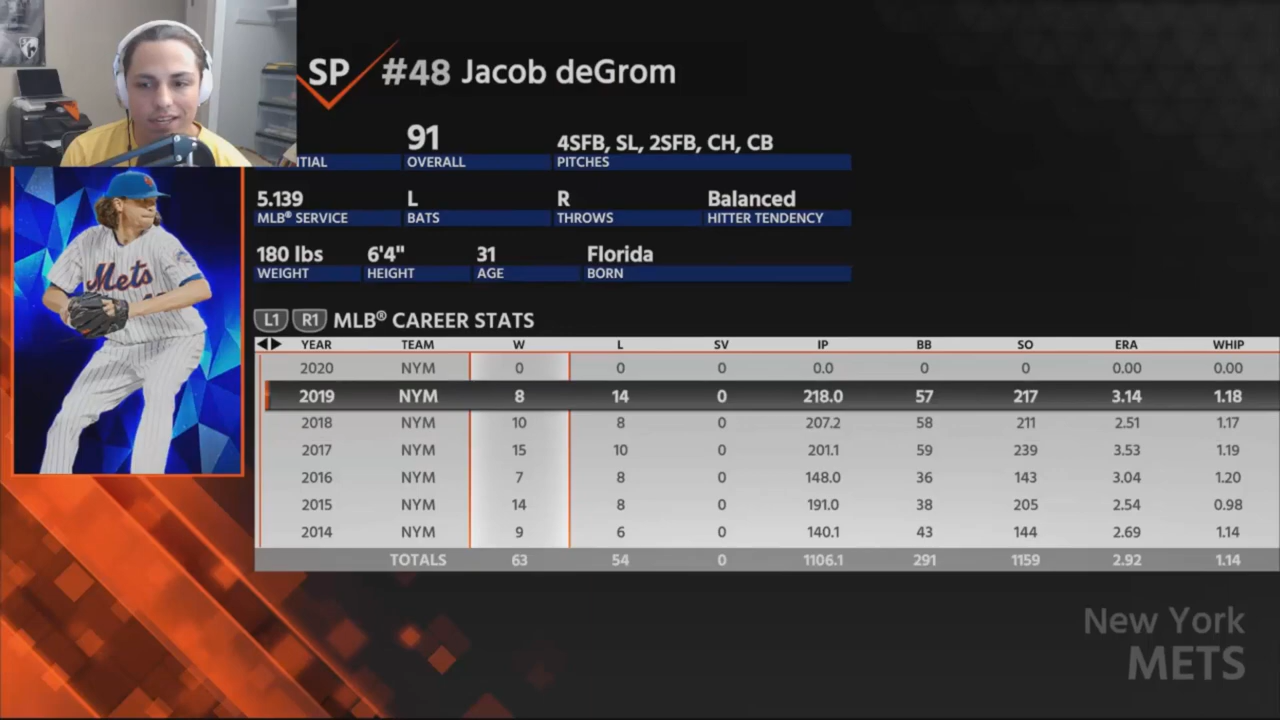 SP #48 Jacob deGrom
91 4SFB, SL, 2SFB, CH, CB
TIAL OVERALL PITCHES
5.139 L R Balanced
MLB® SERVICE BATS THROWS HITTER TENDENCY
180 lbs 6'4" 31 Florida
WEIGHT HEIGHT AGE BORN
Mets
L1 R1 MLB® CAREER STATS
YEAR TEAM W L SV IP BB SO ERA WHIP
2020 NYM 0 0 0 0.0 0 0 0.00 0.00
2019 NYM 8 14 0 218.0 57 217 3.14 1.18
2018 NYM 10 8 0 207.2 58 211 2.51 1.17
2017 NYM 15 10 0 201.1 59 239 3.53 1.19
2016 NYM 7 8 0 148.0 36 143 3.04 1.20
2015 NYM 14 8 0 191.0 38 205 2.54 0.98
2014 NYM 9 6 0 140.1 43 144 2.69 1.14
TOTALS 63 54 0 1106.1 291 1159 2.92 1.14
New York
METS